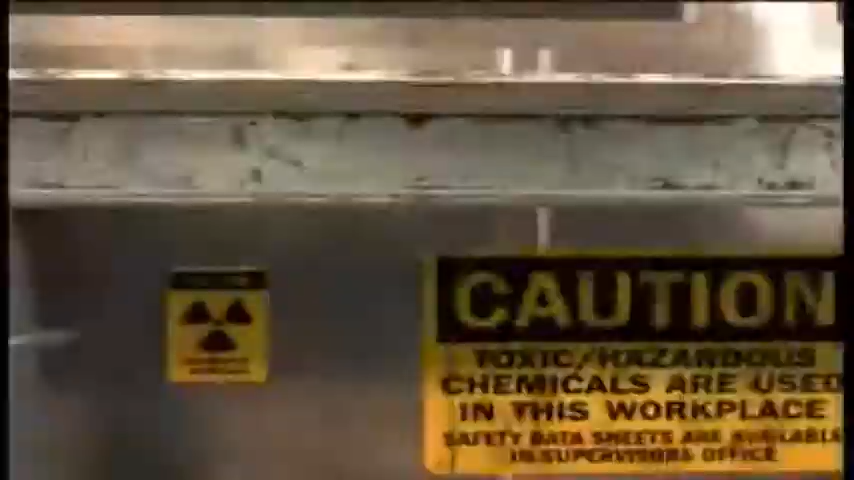 CAUTION
TOXIC/HAZARDOUS
CHEMICALS ARE USED
IN THIS WORKPLACE
SAFETY DATA SHEETS ARE AVAILABLE
IN SUPERVISORS OFFICE